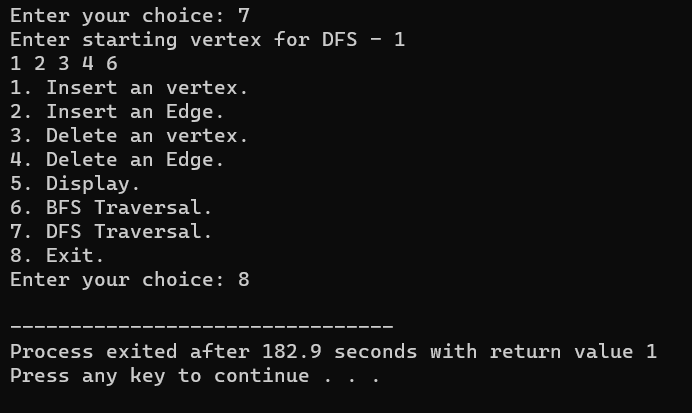 Enter your choice: 7
Enter starting vertex for DFS - 1
1 2 3 4 6
1. Insert an vertex.
2. Insert an Edge.
3. Delete an vertex.
4. Delete an Edge.
5. Display.
6. BFS Traversal.
7. DFS Traversal.
8. Exit.
Enter your choice: 8
--------------------------------
Process exited after 182.9 seconds with return value 1
Press any key to continue . . .